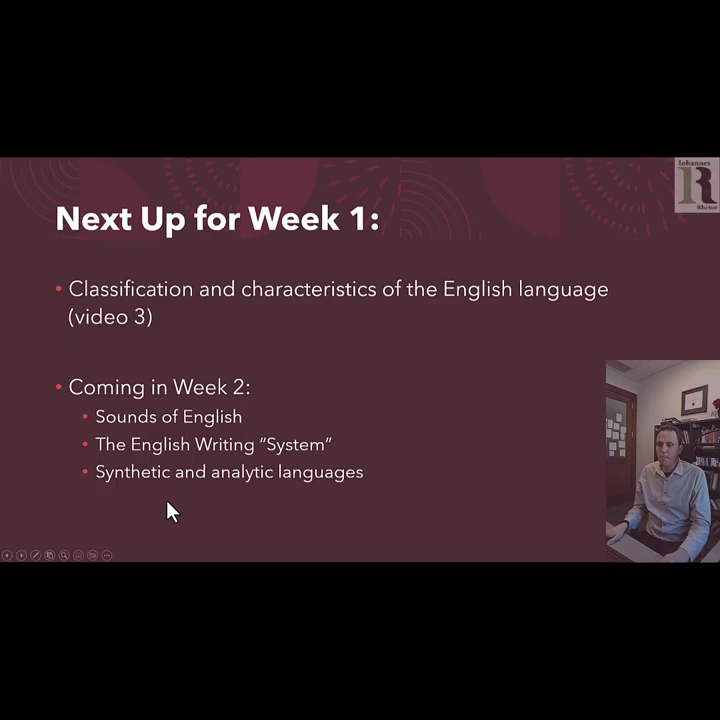 Iohannes
R
Rhetor
Next Up for Week 1:
• Classification and characteristics of the English language
(video 3)
• Coming in Week 2:
• Sounds of English
• The English Writing “System”
• Synthetic and analytic languages